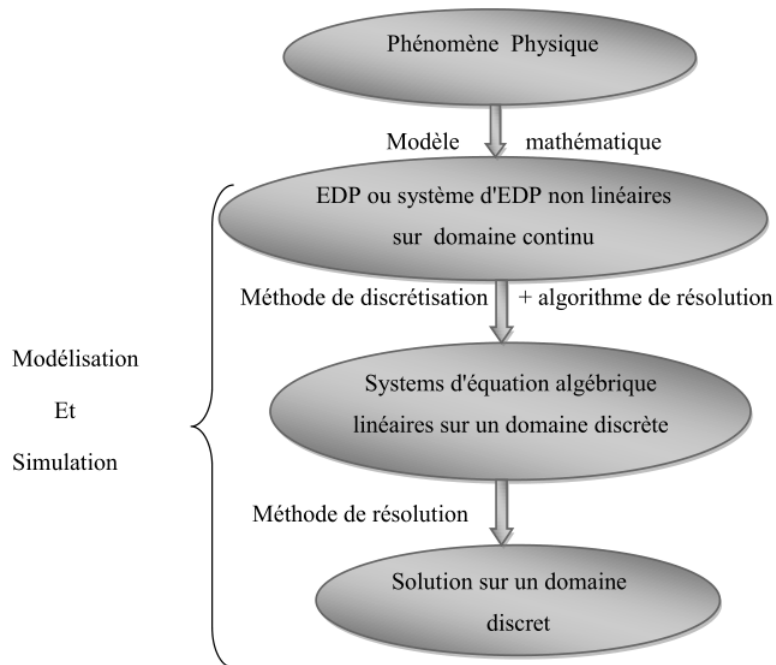 Phénomène Physique
Modèle mathématique
EDP ou système d'EDP non linéaires
sur domaine continu
Méthode de discrétisation + algorithme de résolution
Modélisation
Et
Simulation
Systems d'équation algébrique
linéaires sur un domaine discrète
Méthode de résolution
Solution sur un domaine
discret